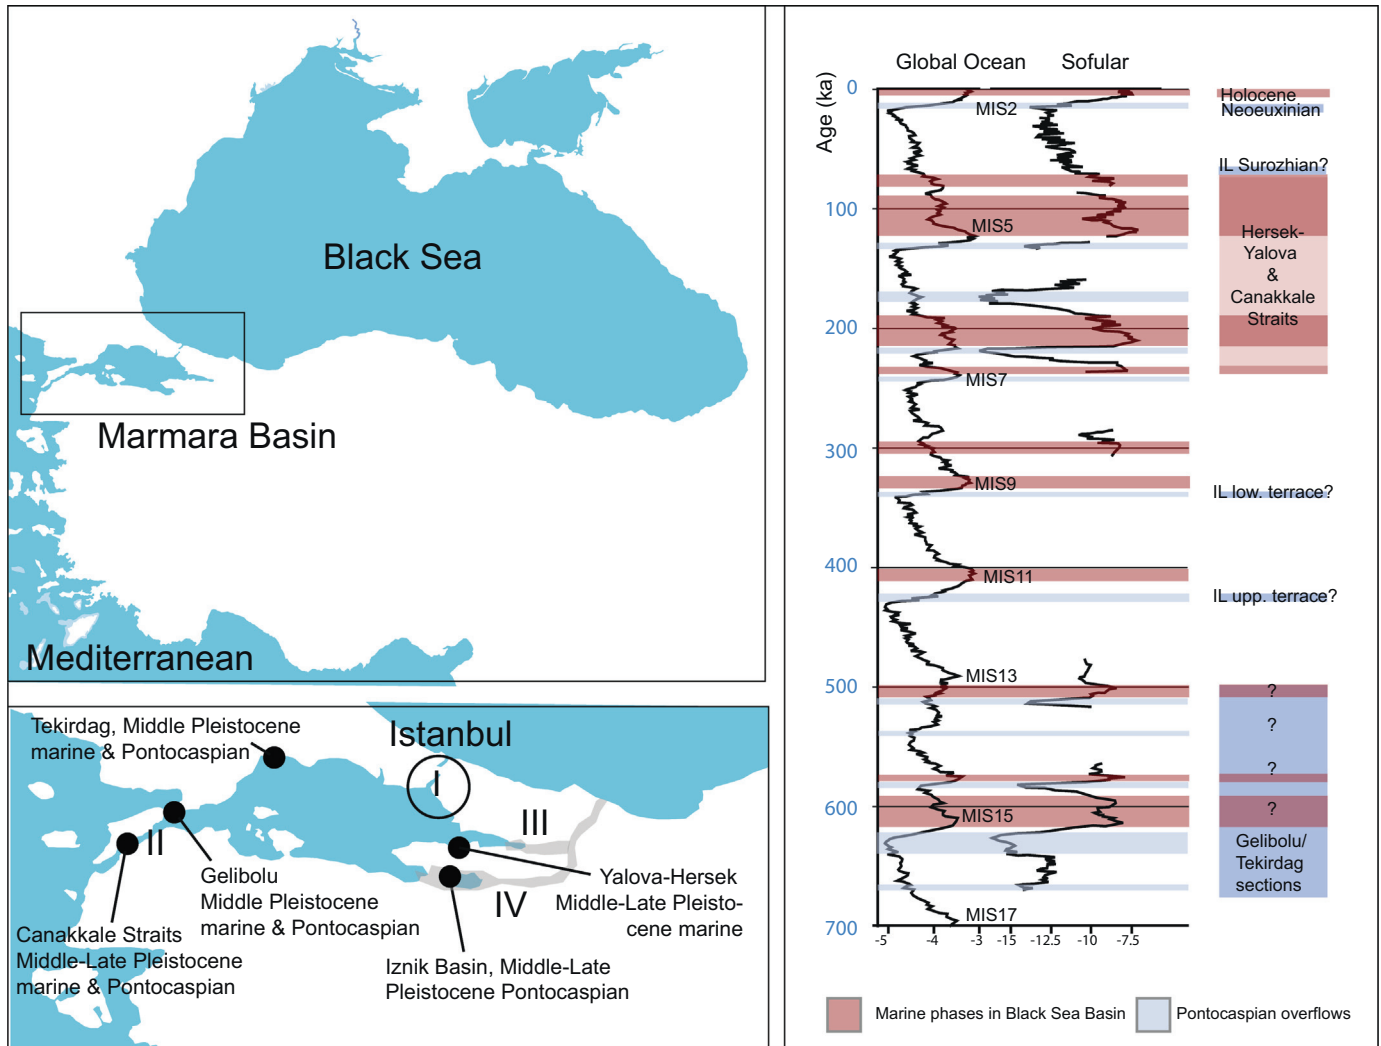 Black Sea
Marmara Basin
Mediterranean
Tekirdag, Middle Pleistocene
marine & Pontocaspian
Istanbul
I
II
III
IV
Gelibolu
Middle Pleistocene
marine & Pontocaspian
Yalova-Hersek
Middle-Late Pleisto-
cene marine
Canakkale Straits
Middle-Late Pleistocene
marine & Pontocaspian
Iznik Basin, Middle-Late
Pleistocene Pontocaspian
Global Ocean
Sofular
Age (ka)
0
100
200
300
400
500
600
700
MIS2
MIS5
MIS7
MIS9
MIS11
MIS13
MIS15
MIS17
-5
-4
-3
-15
-12.5
-10
-7.5
Holocene
Neoeuxinian
IL Surozhian?
Hersek-
Yalova
&
Canakkale
Straits
IL low. terrace?
IL upp. terrace?
?
?
?
?
Gelibolu/
Tekirdag
sections
Marine phases in Black Sea Basin
Pontocaspian overflows